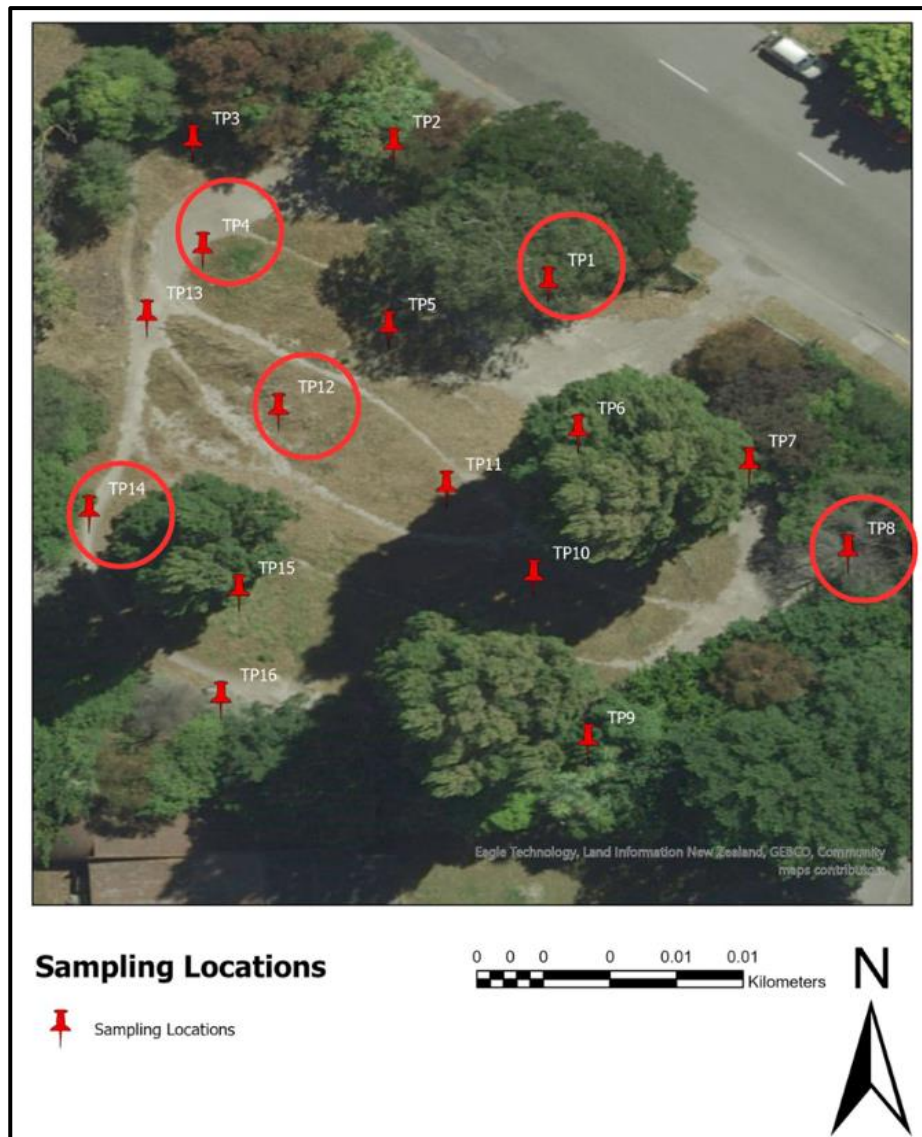 TP3
TP2
TP4
TP1
TP13
TP5
TP12
TP6
TP7
TP11
TP14
TP8
TP10
TP15
TP16
TP9
Eagle Technology, Land Information New Zealand, GEBCO, Community
maps contributors
Sampling Locations
0 0 0 0 0.01 0.01
Kilometers
N
Sampling Locations